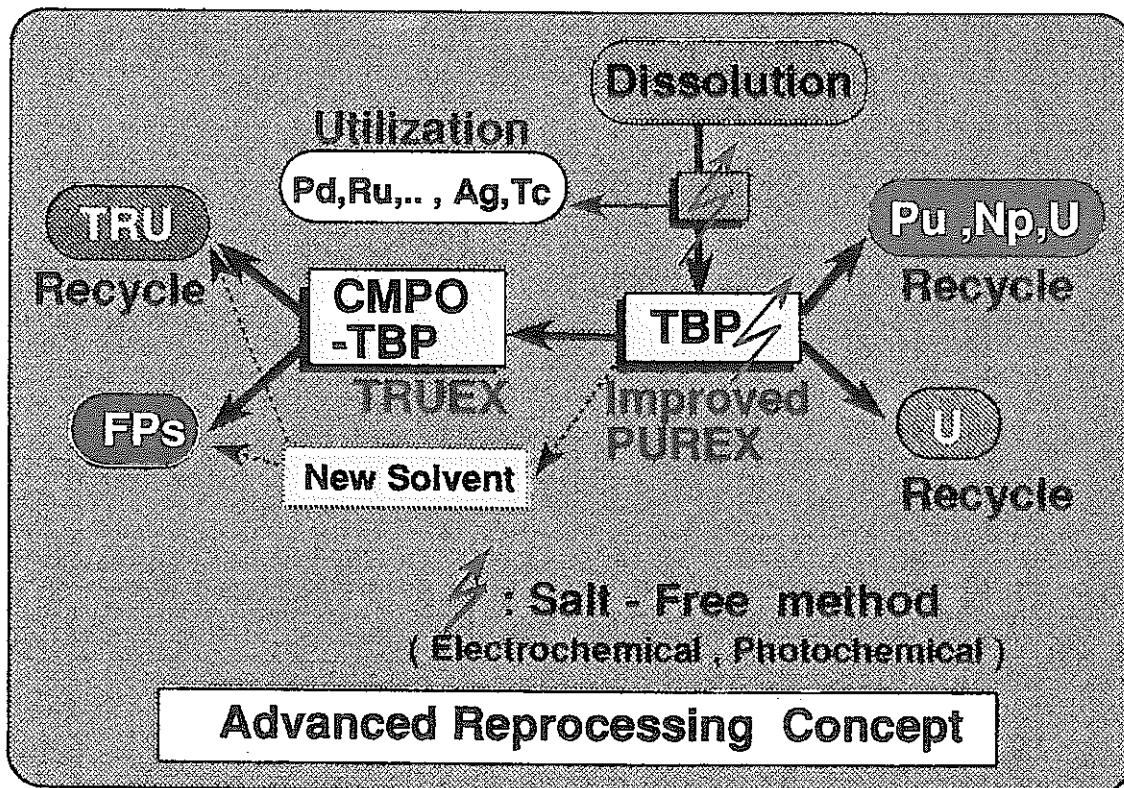 Dissolution
Utilization
Pd,Ru,.. , Ag,Tc
TRU
Recycle
Pu ,Np,U
Recycle
CMPO
-TBP
TRUEX
TBP
Improved
PUREX
FPs
New Solvent
U
Recycle
: Salt - Free method
( Electrochemical , Photochemical )
Advanced Reprocessing Concept